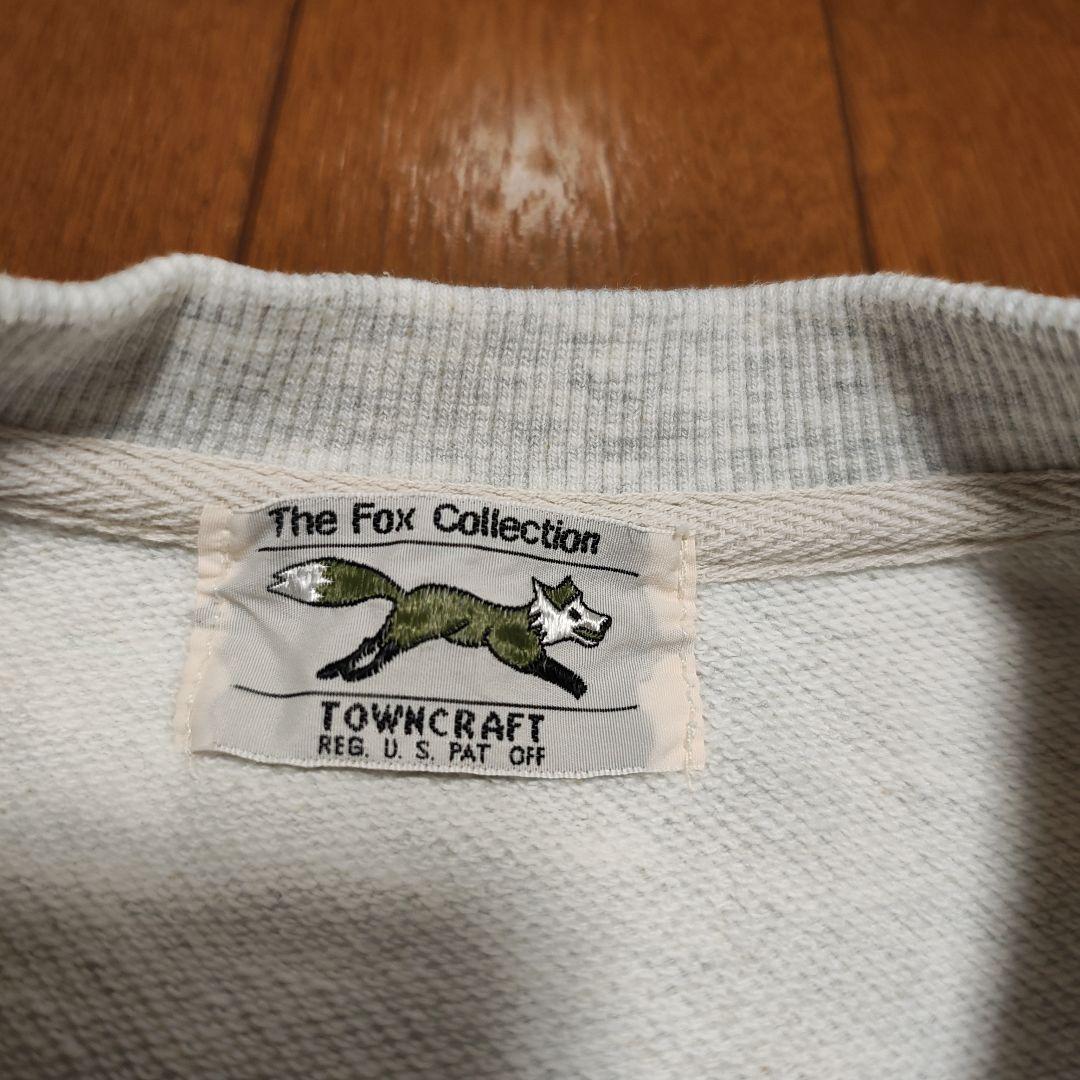 The Fox Collection
TOWNCRAFT
REG. U. S. PAT OFF